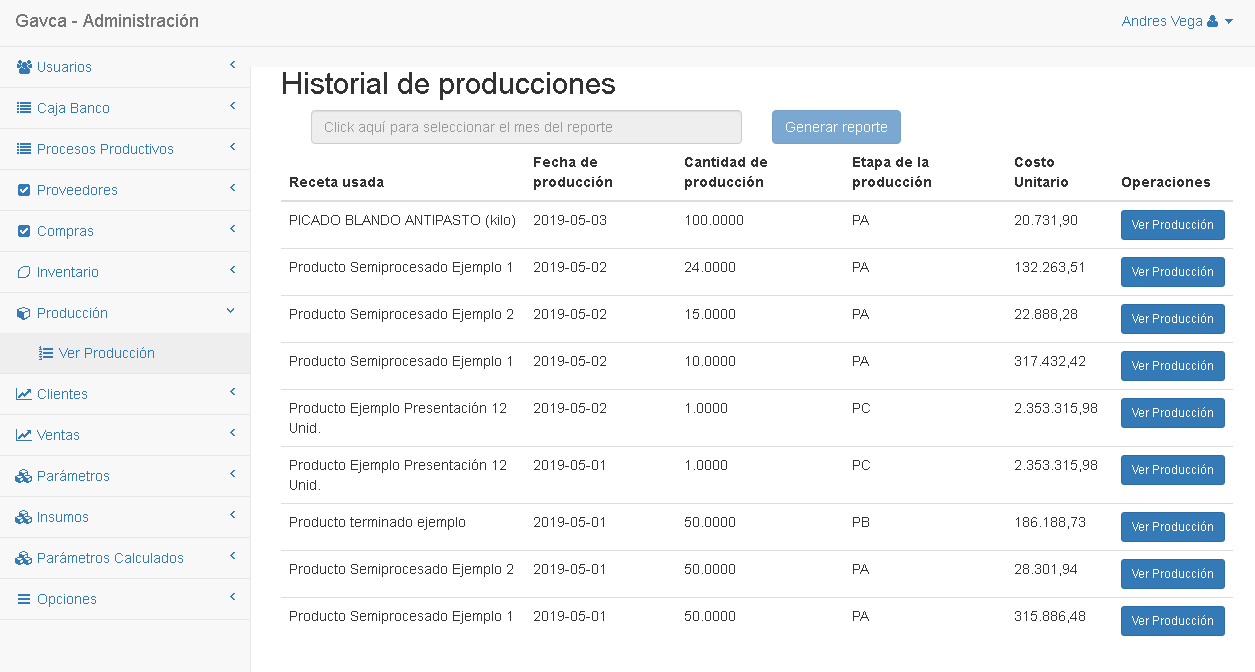 Gavca - Administración
Andres Vega
Usuarios
Caja Banco
Procesos Productivos
Proveedores
Compras
Inventario
Producción
Ver Producción
Clientes
Ventas
Parámetros
Insumos
Parámetros Calculados
Opciones
Historial de producciones
Click aquí para seleccionar el mes del reporte
Generar reporte
Receta usada Fecha de producción Cantidad de producción Etapa de la producción Costo Unitario Operaciones
PICADO BLANDO ANTIPASTO (kilo) 2019-05-03 100.0000 PA 20.731,90 Ver Producción
Producto Semiprocesado Ejemplo 1 2019-05-02 24.0000 PA 132.263,51 Ver Producción
Producto Semiprocesado Ejemplo 2 2019-05-02 15.0000 PA 22.888,28 Ver Producción
Producto Semiprocesado Ejemplo 1 2019-05-02 10.0000 PA 317.432,42 Ver Producción
Producto Ejemplo Presentación 12 Unid. 2019-05-02 1.0000 PC 2.353.315,98 Ver Producción
Producto Ejemplo Presentación 12 Unid. 2019-05-01 1.0000 PC 2.353.315,98 Ver Producción
Producto terminado ejemplo 2019-05-01 50.0000 PB 186.188,73 Ver Producción
Producto Semiprocesado Ejemplo 2 2019-05-01 50.0000 PA 28.301,94 Ver Producción
Producto Semiprocesado Ejemplo 1 2019-05-01 50.0000 PA 315.886,48 Ver Producción